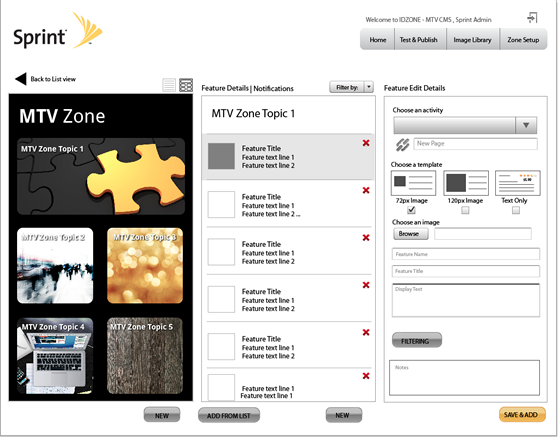 Sprint
Welcome to IDZONE - MTV CMS , Sprint Admin
Home
Test & Publish
Image Library
Zone Setup
Back to List view
Feature Details | Notifications
Filter by:
Feature Edit Details
MTV Zone
MTV Zone Topic 1
MTV Zone Topic 2
MTV Zone Topic 3
MTV Zone Topic 4
MTV Zone Topic 5
NEW
MTV Zone Topic 1
Feature Title
Feature text line 1
Feature text line 2
Feature Title
Feature text line 1
Feature text line 2 ...
Feature Title
Feature text line 1
Feature text line 2
Feature Title
Feature text line 1
Feature text line 2
Feature Title
Feature text line 1
Feature text line 2
Feature text line 1
Feature text line 2
ADD FROM LIST
NEW
Choose an activity
New Page
Choose a template
72px Image
120px Image
Text Only
Choose an image
Browse
Feature Name
Feature Title
Display Text
FILTERING
Notes
SAVE & ADD